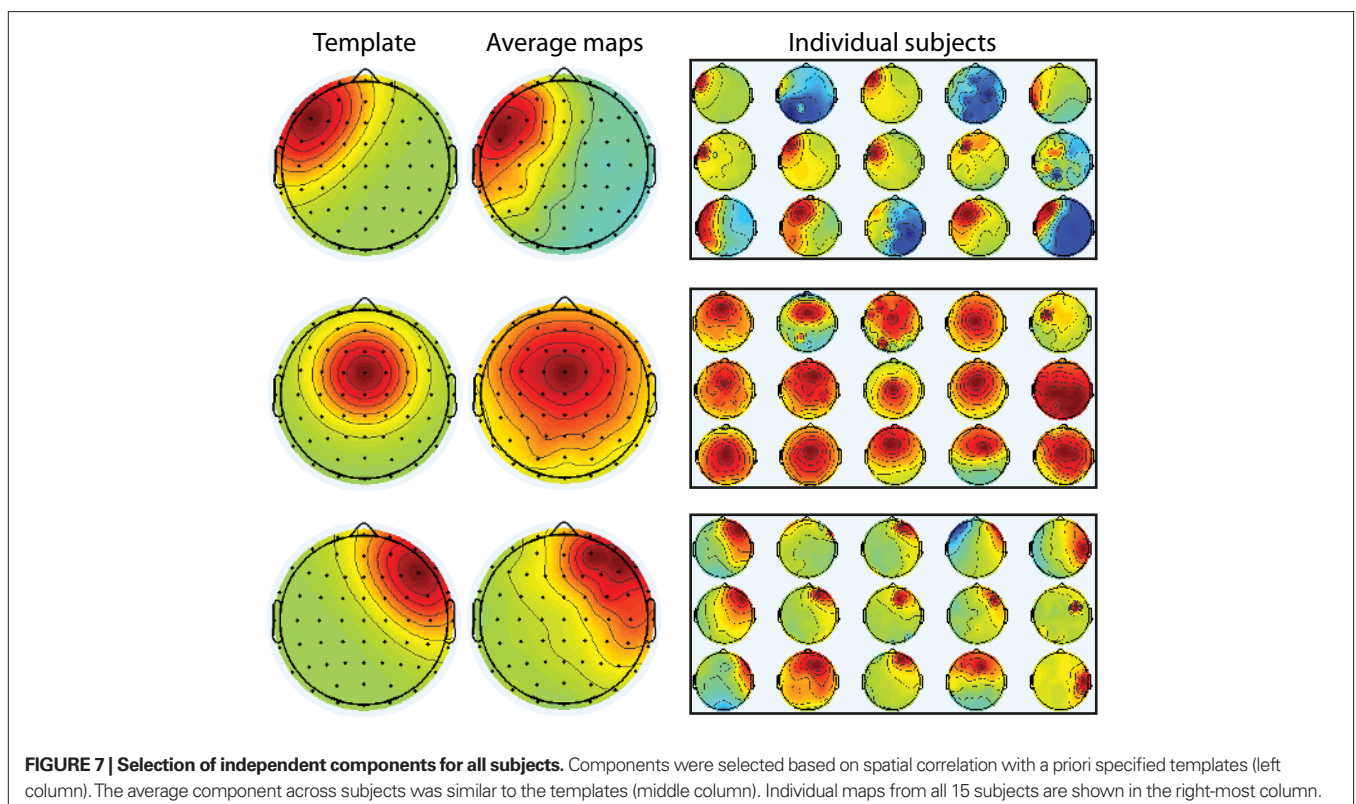 Template Average maps Individual subjects
FIGURE 7 | Selection of independent components for all subjects. Components were selected based on spatial correlation with a priori specified templates (left
column). The average component across subjects was similar to the templates (middle column). Individual maps from all 15 subjects are shown in the right-most column.